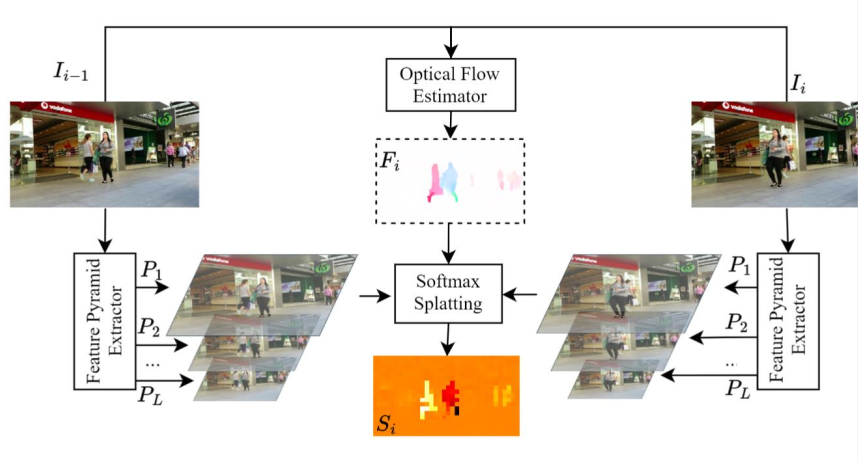 I_{i-1}
Optical Flow
Estimator
I_i
vodafone
F_i
Feature Pyramid
Extractor
P_1
P_2
...
P_L
Softmax
Splatting
P_1
P_2
...
P_L
Feature Pyramid
Extractor
S_i